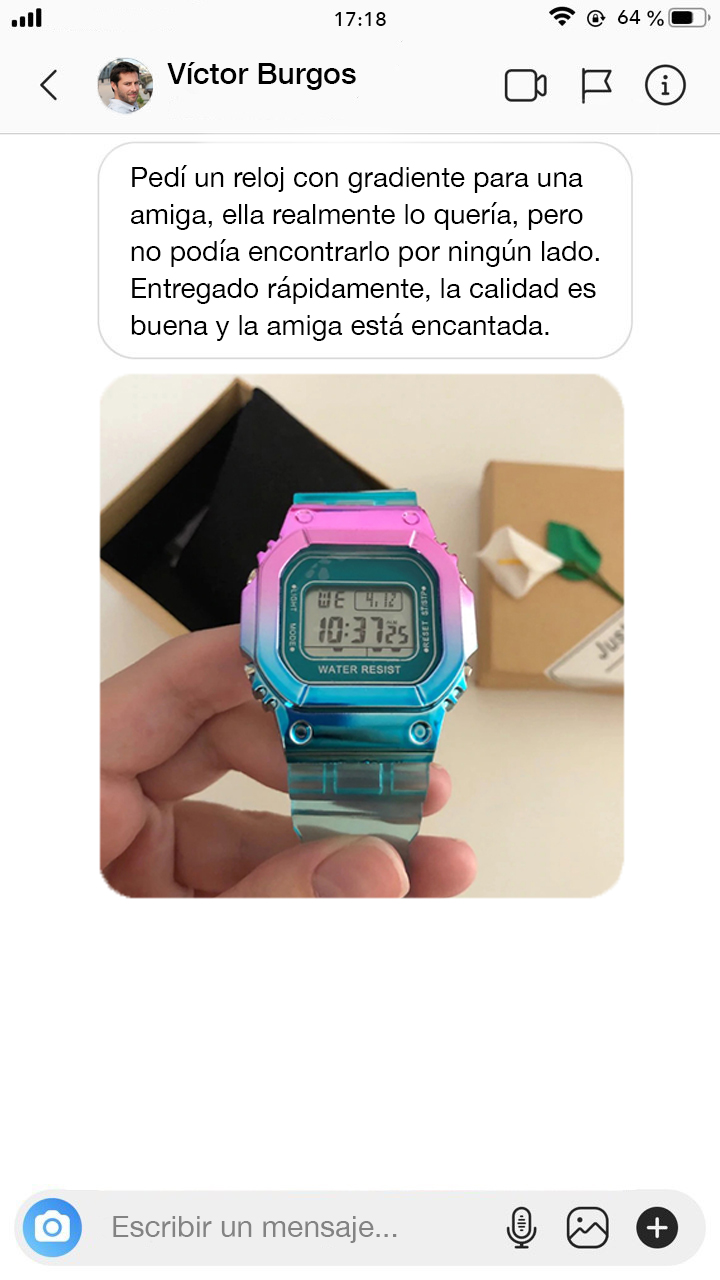 17:18
64 %
Víctor Burgos
Pedí un reloj con gradiente para una
amiga, ella realmente lo quería, pero
no podía encontrarlo por ningún lado.
Entregado rápidamente, la calidad es
buena y la amiga está encantada.
LIGHT
MODE
WE 4.12
10:37 25
ST/STP
RESET
WATER RESIST
Just
Escribir un mensaje...